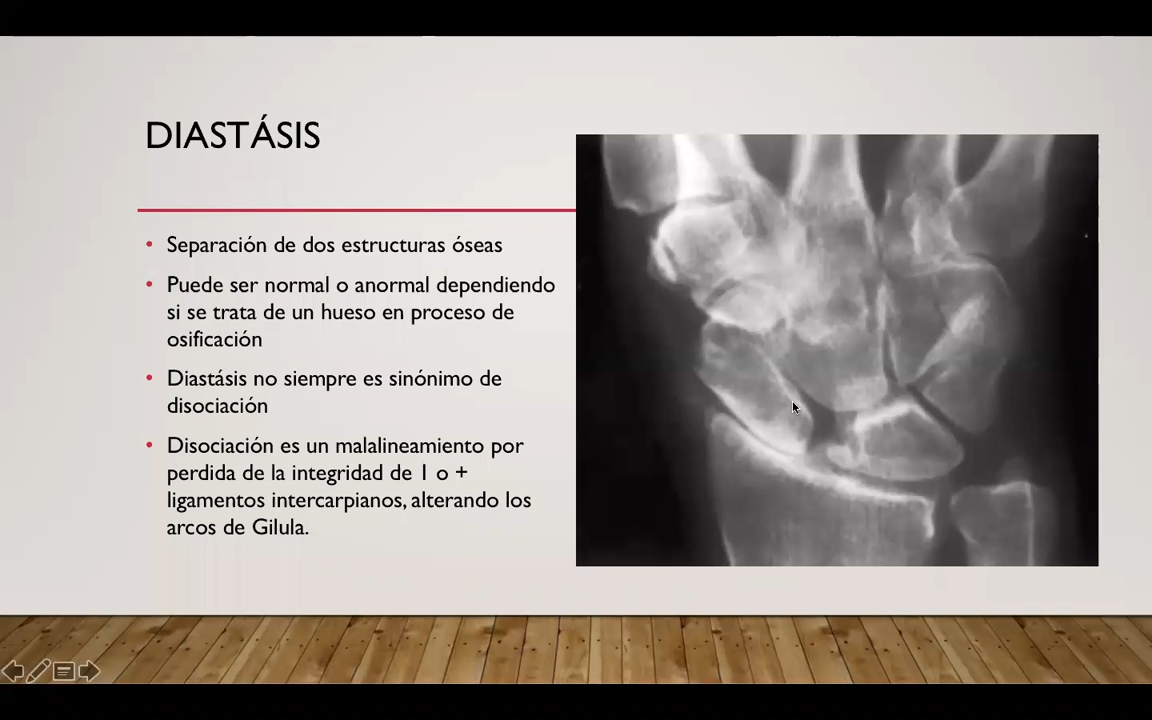 DIASTÁSIS
• Separación de dos estructuras óseas
• Puede ser normal o anormal dependiendo
si se trata de un hueso en proceso de
osificación
• Diastásis no siempre es sinónimo de
disociación
• Disociación es un malalineamiento por
perdida de la integridad de 1 o +
ligamentos intercarpianos, alterando los
arcos de Gilula.